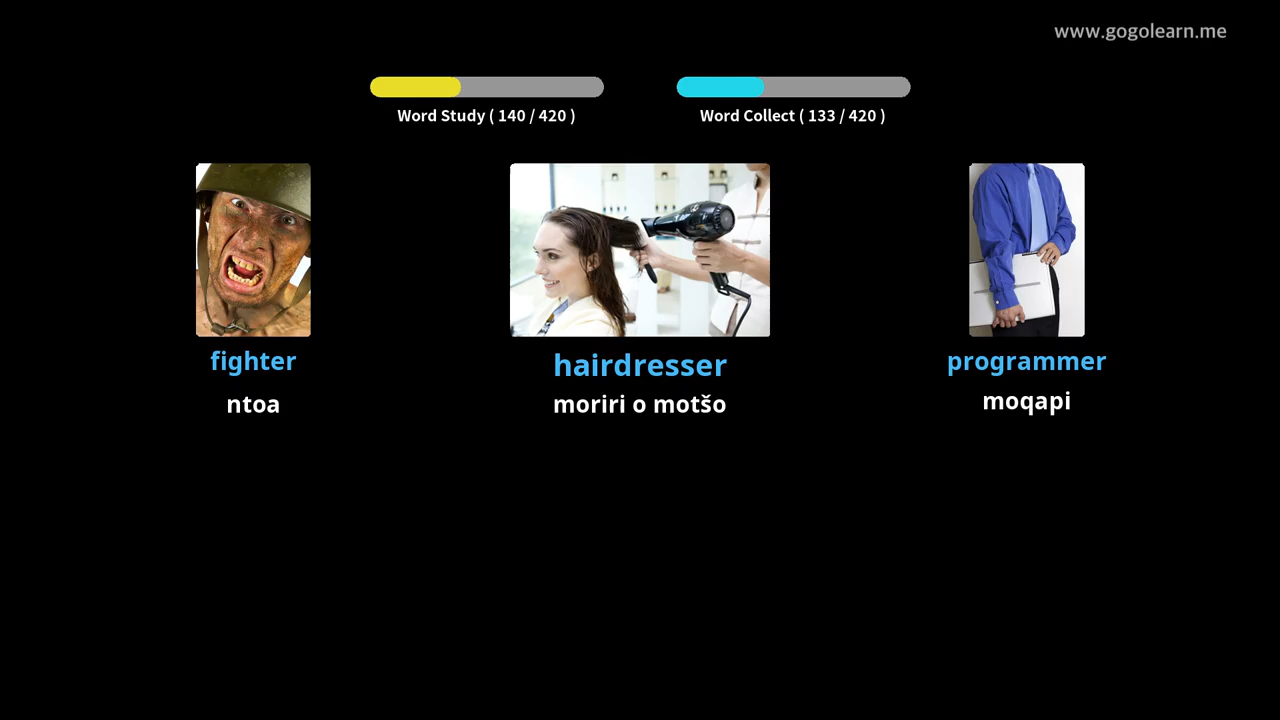 www.gogolearn.me
Word Study ( 140 / 420 )
Word Collect ( 133 / 420 )
fighter
ntoa
hairdresser
moriri o motšo
programmer
moqapi